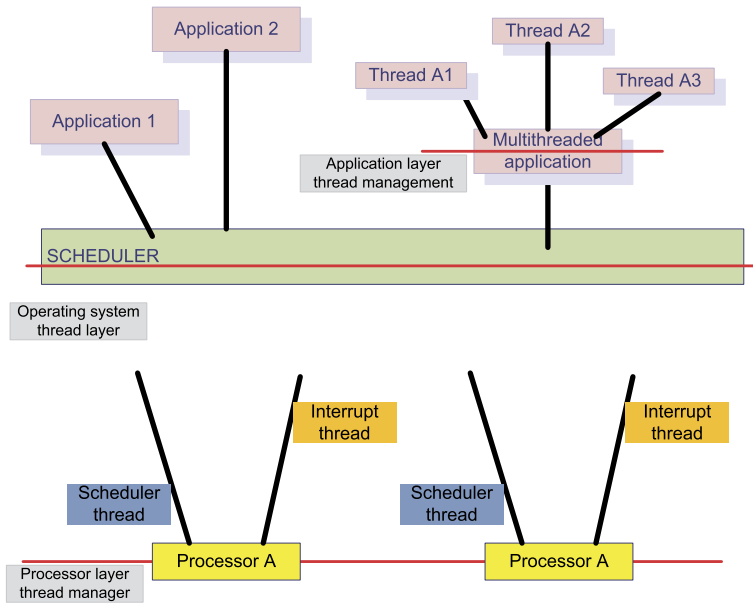 Application 2
Thread A2
Thread A1
Thread A3
Application 1
Multithreaded
application
Application layer
thread management
SCHEDULER
Operating system
thread layer
Interrupt
thread
Interrupt
thread
Scheduler
thread
Scheduler
thread
Processor A
Processor A
Processor layer
thread manager